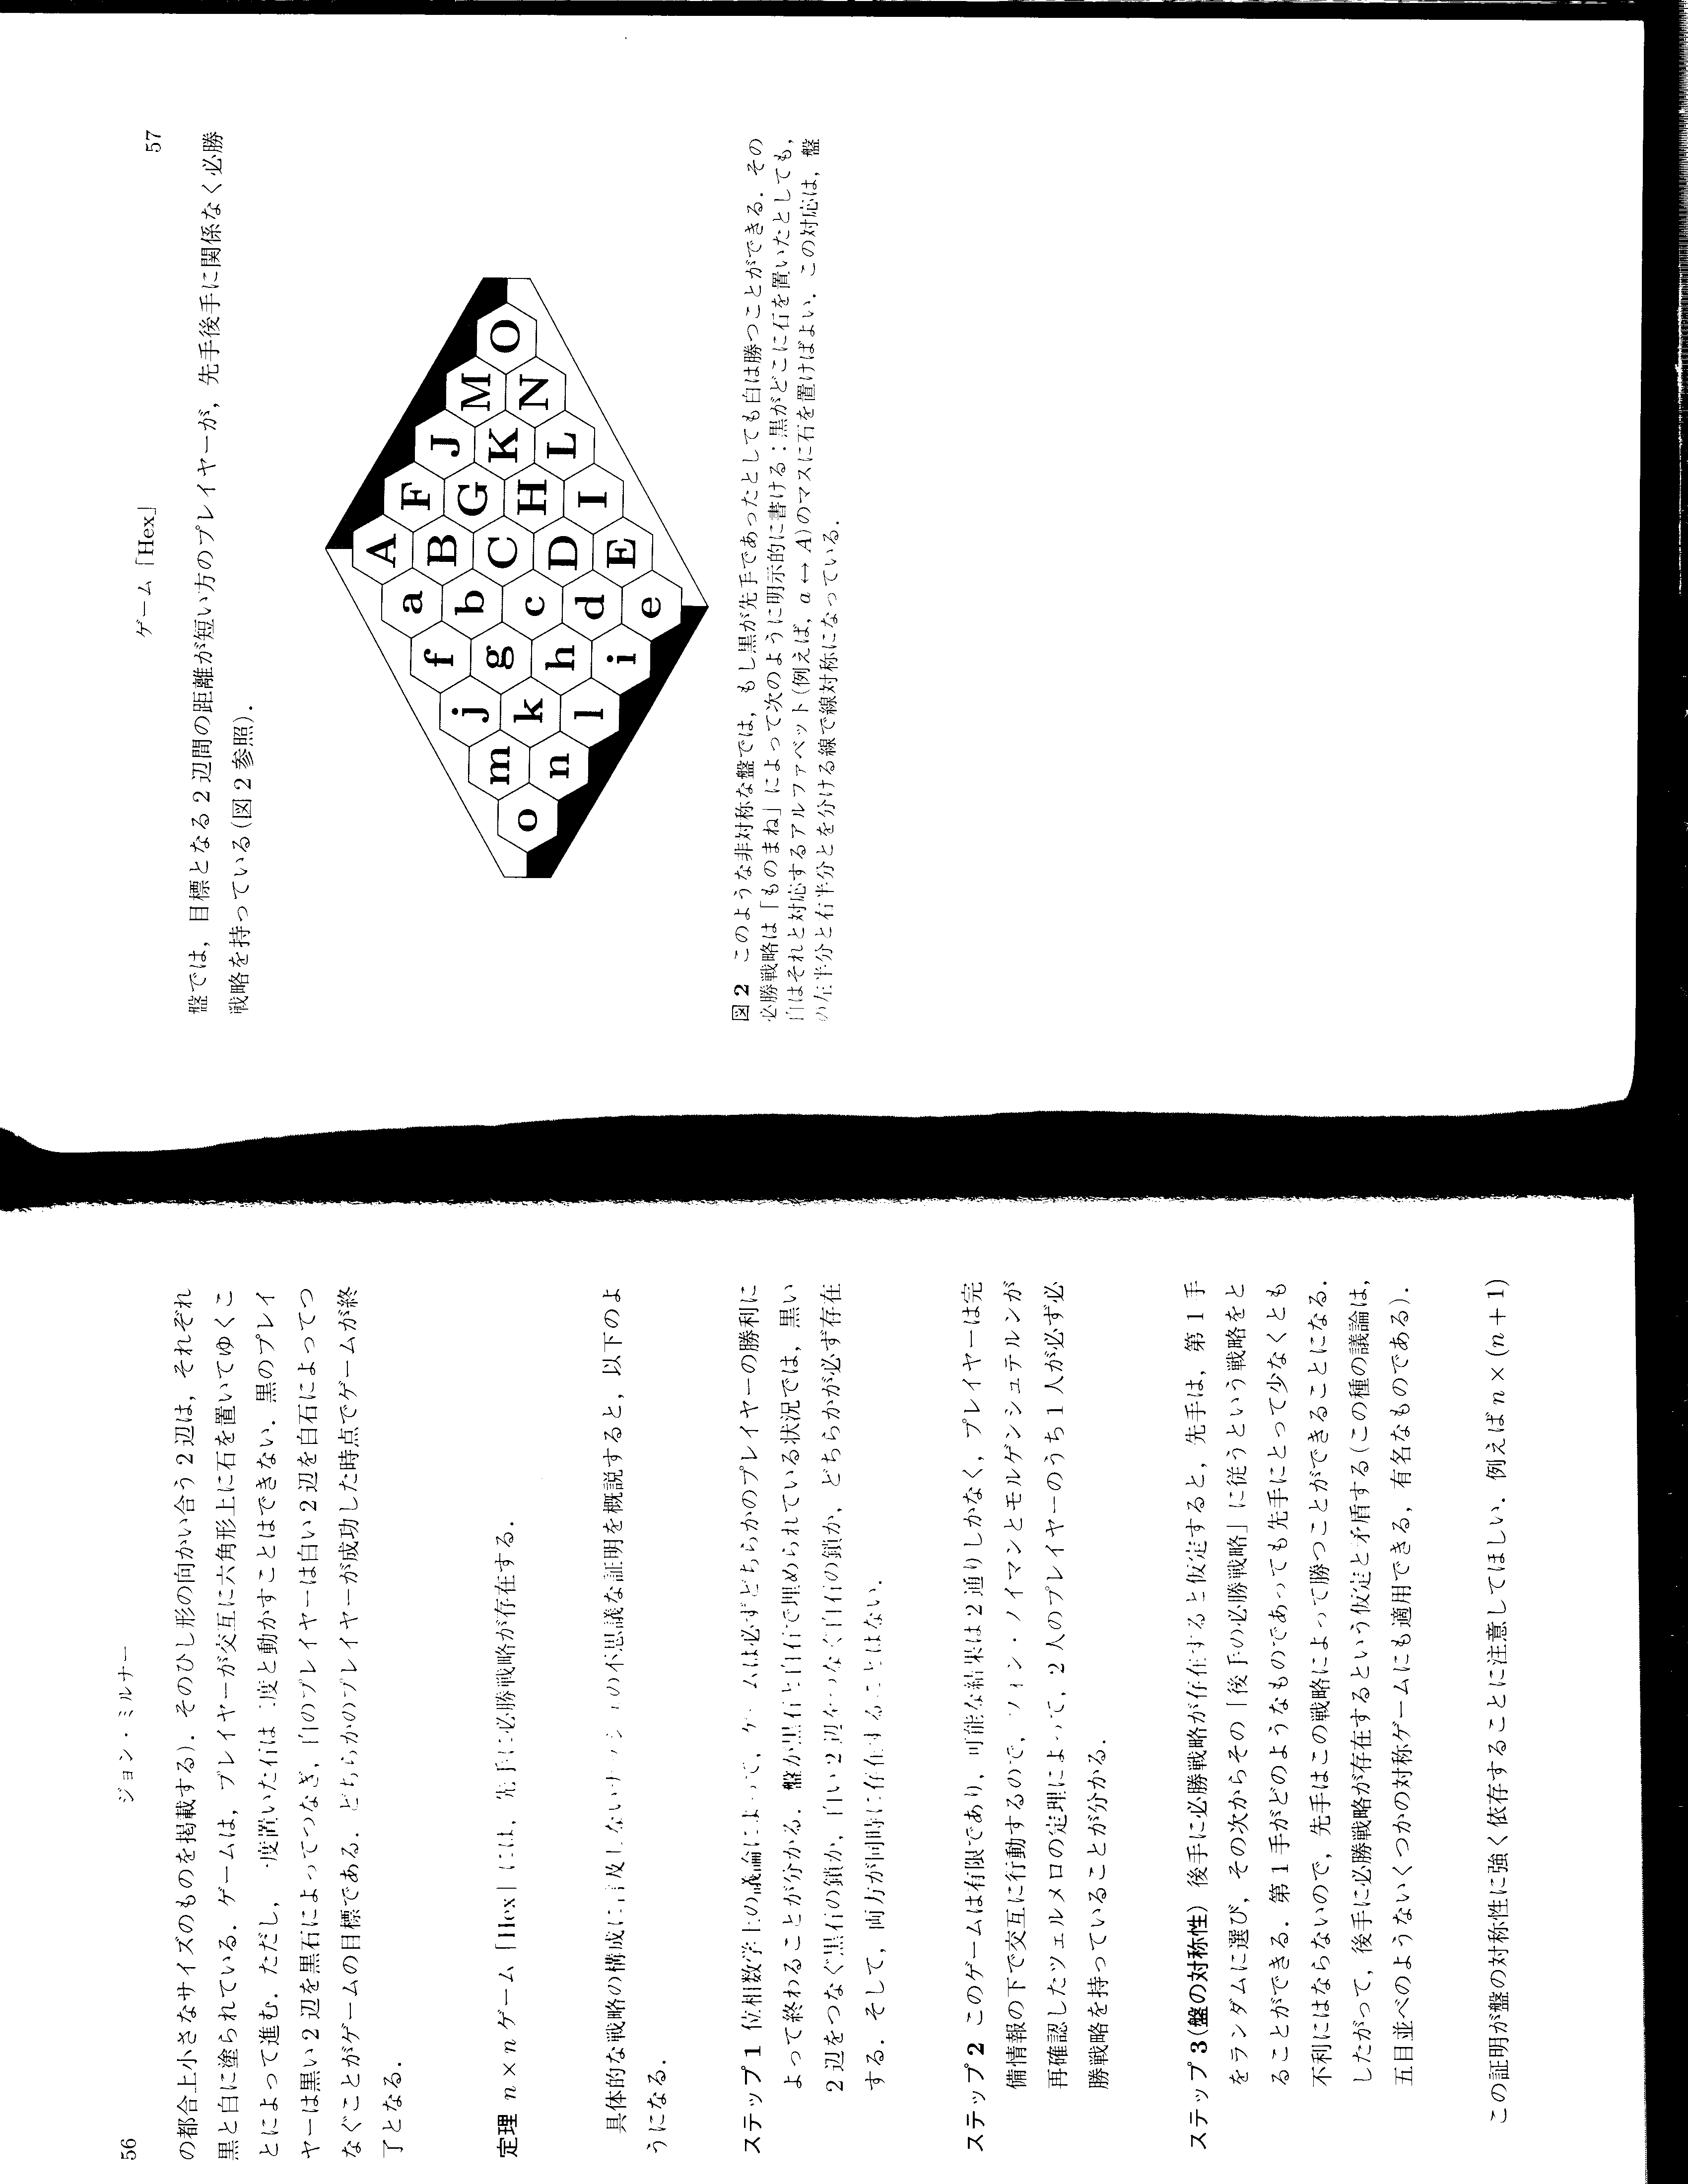 56
ジョン・ミルナー
の都合上小さなサイズのものを掲載する). そのひし形の向かい合う 2 辺は, それぞれ
黒と白に塗られている. ゲームは, プレイヤーが交互に六角形上に石を置いてゆくこ
とによって進む. ただし, 一度置いた石は二度と動かすことはできない. 黒のプレイ
ヤーは黒い 2 辺を黒石によってつなぎ, 白のプレイヤーは白い 2 辺を白石によってつ
なぐことがゲームの目標である. どちらかのプレイヤーが成功した時点でゲームが終
了となる.
定理 n × n ゲーム「Hex」には, 先手に必勝戦略が存在する.
具体的な戦略の構成に言及しないナッシュの不思議な証明を概説すると, 以下のよ
うになる.
ステップ 1 位相数学上の議論によって, ゲームは必ずどちらかのプレイヤーの勝利に
よって終わることが分かる. 盤が黒石と白石で埋められている状況では, 黒い
2 辺をつなぐ黒石の鎖か, 白い 2 辺をつなぐ白石の鎖か, どちらかが必ず存在
する. そして, 両方が同時に存在することはない.
ステップ 2 このゲームは有限であり, 可能な結果は 2 通りしかなく, プレイヤーは完
備情報の下で交互に行動するので, フォン・ノイマンとモルゲンシュテルンが
再確認したツェルメロの定理によって, 2 人のプレイヤーのうち 1 人が必ず必
勝戦略を持っていることが分かる.
ステップ 3(盤の対称性) 後手に必勝戦略が存在すると仮定すると, 先手は, 第 1 手
をランダムに選び, その次からその「後手の必勝戦略」に従うという戦略をと
ることができる. 第 1 手がどのようなものであっても先手にとって少なくとも
不利にはならないので, 先手はこの戦略によって勝つことができることになる.
したがって, 後手に必勝戦略が存在するという仮定と矛盾する(この種の議論は,
五目並べのようないくつかの対称ゲームにも適用できる, 有名なものである).
この証明が盤の対称性に強く依存することに注意してほしい. 例えば n × (n + 1)
ゲーム「Hex」
57
盤では, 目標となる 2 辺間の距離が短い方のプレイヤーが, 先手後手に関係なく必勝
戦略を持っている(図 2 参照).
A
a B F
f b C G J
j g c D H K M
m k h d E I L N O
o n l i e
図 2 このような非対称な盤では, もし黒が先手であったとしても白は勝つことができる. その
必勝戦略は「ものまね」によって次のように明示的に書ける : 黒がどこに石を置いたとしても,
白はそれと対応するアルファベット(例えば, a ↔ A)のマスに石を置けばよい. この対応は, 盤
の左半分と右半分とを分ける線で線対称になっている.